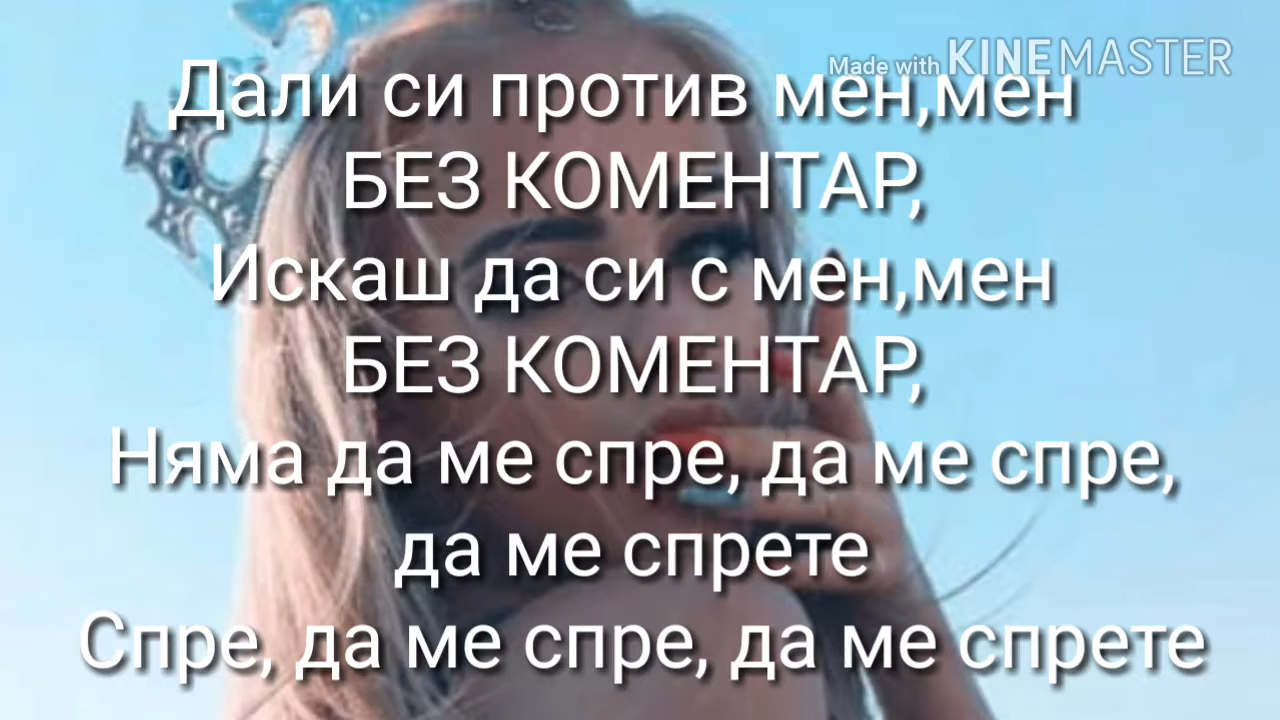 Made with KINEMASTER
Дали си против мен,мен
БЕЗ КОМЕНТАР,
Искаш да си с мен,мен
БЕЗ КОМЕНТАР,
Няма да ме спре, да ме спре,
да ме спрете
Спре, да ме спре, да ме спрете